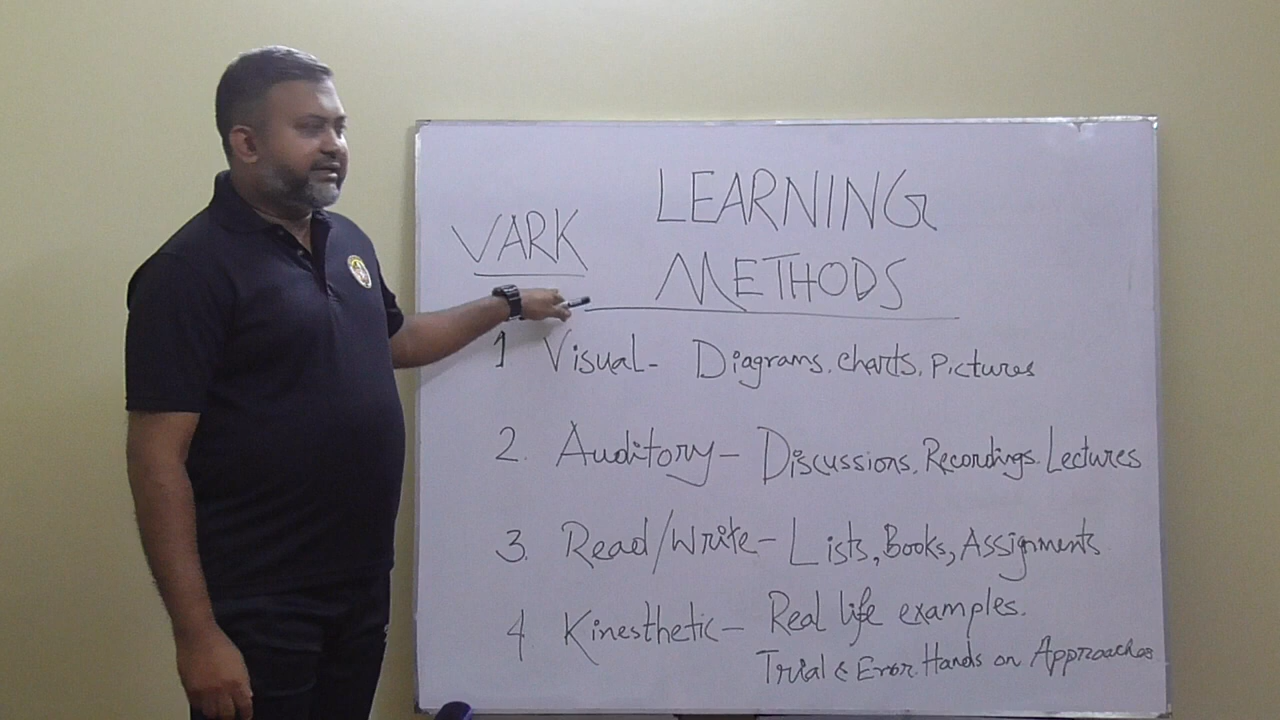 LEARNING
VARK
METHODS
1 Visual - Diagrams, charts, Pictures
2. Auditory - Discussions, Recordings. Lectures
3. Read/Write - Lists, Books, Assignments
4 Kinesthetic - Real life examples.
Trial & Error. Hands on Approaches